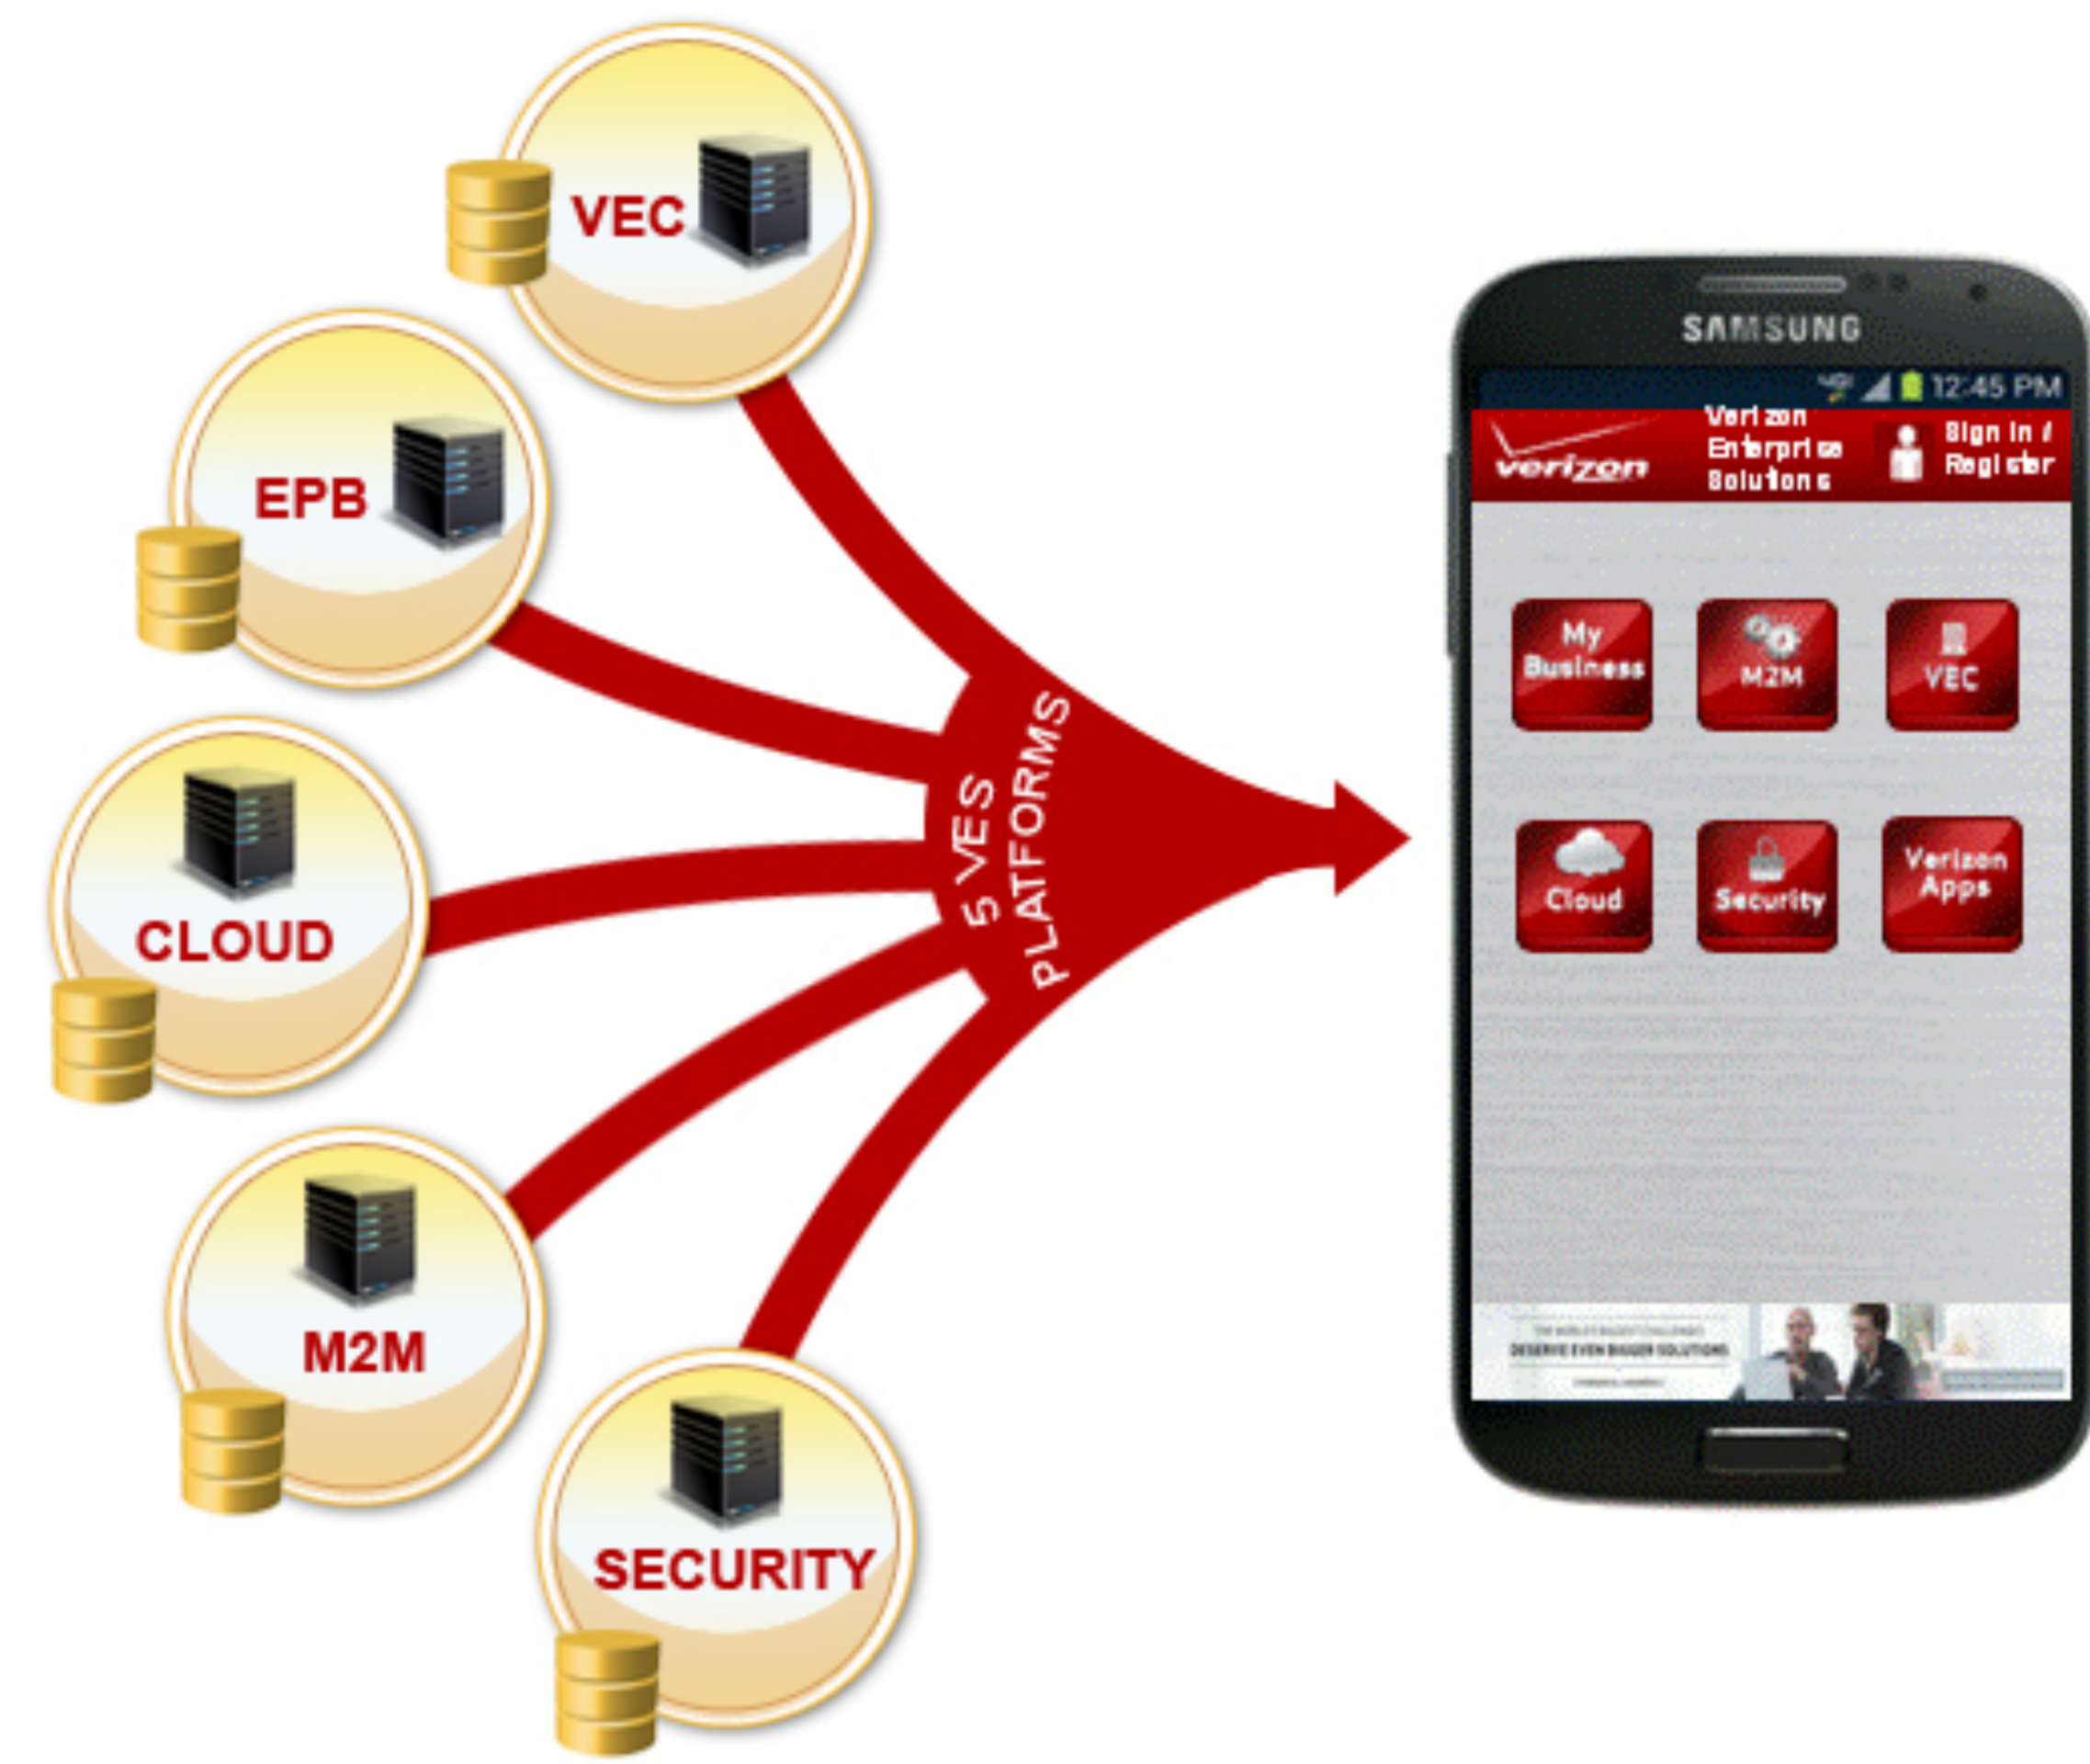 VEC
EPB
CLOUD
M2M
SECURITY
5 VES
PLATFORMS
SAMSUNG
12:45 PM
verizon
Verizon
Enterprise
Solutions
Sign In /
Register
My
Business
M2M
VEC
Cloud
Security
Verizon
Apps
DESERVE EVEN BIGGER SOLUTIONS